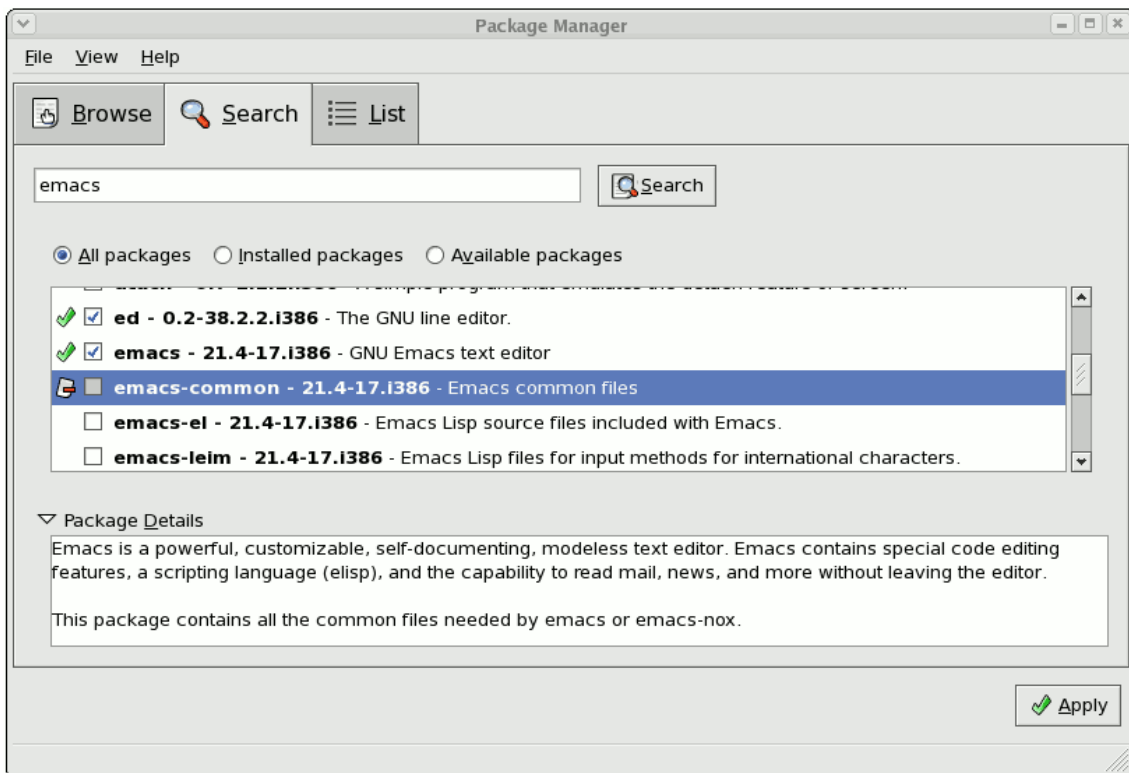 Package Manager
File View Help
Browse Search List
emacs Search
All packages Installed packages Available packages
ed - 0.2-38.2.2.i386 - The GNU line editor.
emacs - 21.4-17.i386 - GNU Emacs text editor
emacs-common - 21.4-17.i386 - Emacs common files
emacs-el - 21.4-17.i386 - Emacs Lisp source files included with Emacs.
emacs-leim - 21.4-17.i386 - Emacs Lisp files for input methods for international characters.
Package Details
Emacs is a powerful, customizable, self-documenting, modeless text editor. Emacs contains special code editing
features, a scripting language (elisp), and the capability to read mail, news, and more without leaving the editor.
This package contains all the common files needed by emacs or emacs-nox.
Apply